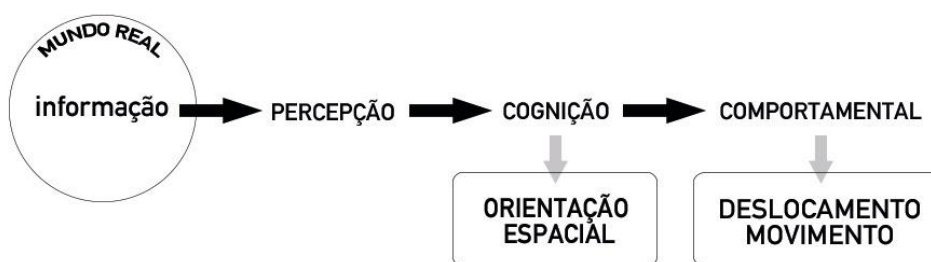 MUNDO REAL
informação
PERCEPÇÃO
COGNIÇÃO
COMPORTAMENTAL
ORIENTAÇÃO
ESPACIAL
DESLOCAMENTO
MOVIMENTO